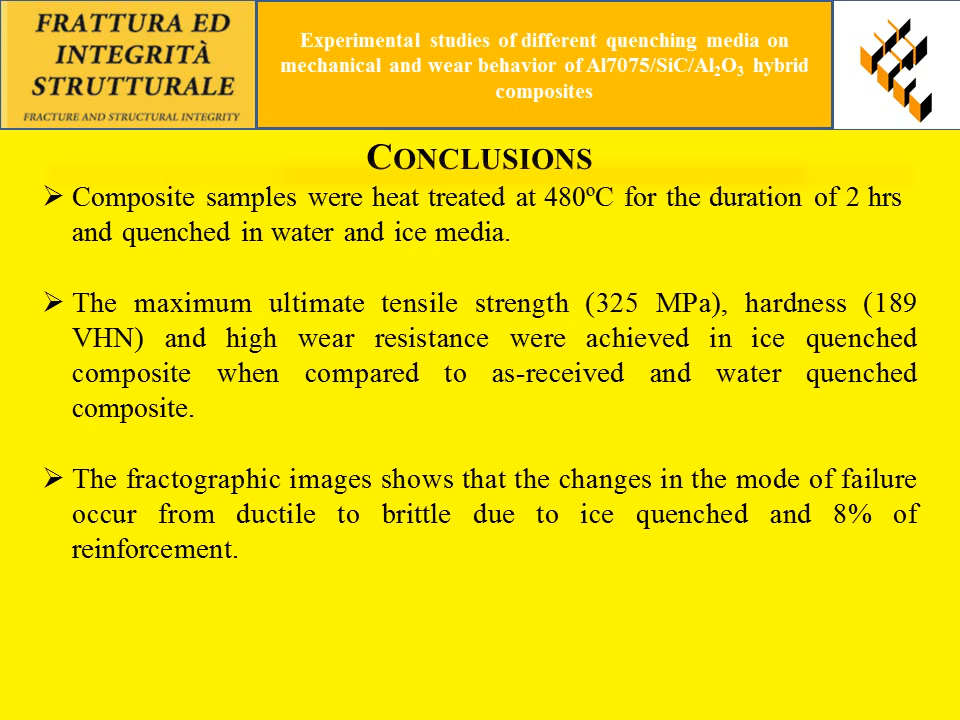 FRATTURA ED
INTEGRITÀ
STRUTTURALE
FRACTURE AND STRUCTURAL INTEGRITY
Experimental studies of different quenching media on
mechanical and wear behavior of Al7075/SiC/Al₂O₃ hybrid
composites
CONCLUSIONS
➢ Composite samples were heat treated at 480ºC for the duration of 2 hrs
and quenched in water and ice media.
➢ The maximum ultimate tensile strength (325 MPa), hardness (189
VHN) and high wear resistance were achieved in ice quenched
composite when compared to as-received and water quenched
composite.
➢ The fractographic images shows that the changes in the mode of failure
occur from ductile to brittle due to ice quenched and 8% of
reinforcement.